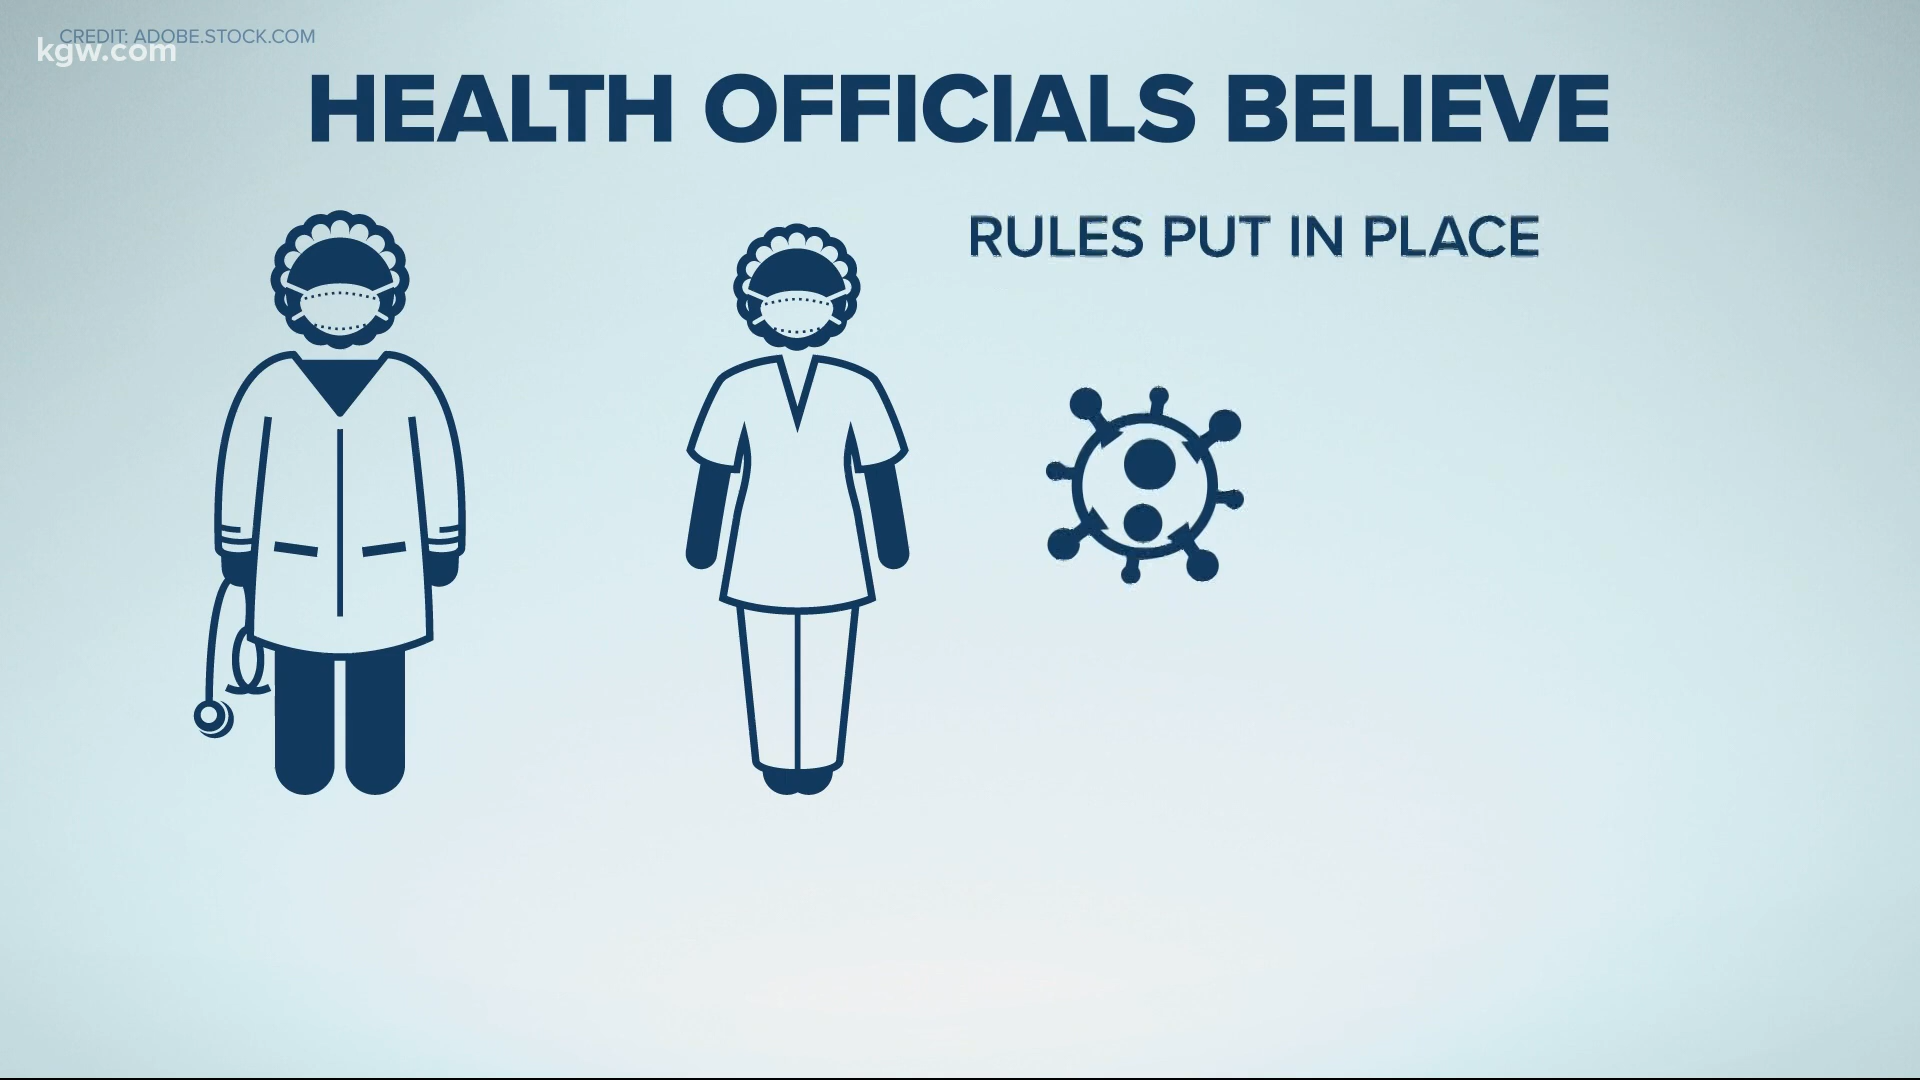 CREDIT: ADOBE.STOCK.COM
kgw.com
HEALTH OFFICIALS BELIEVE
RULES PUT IN PLACE